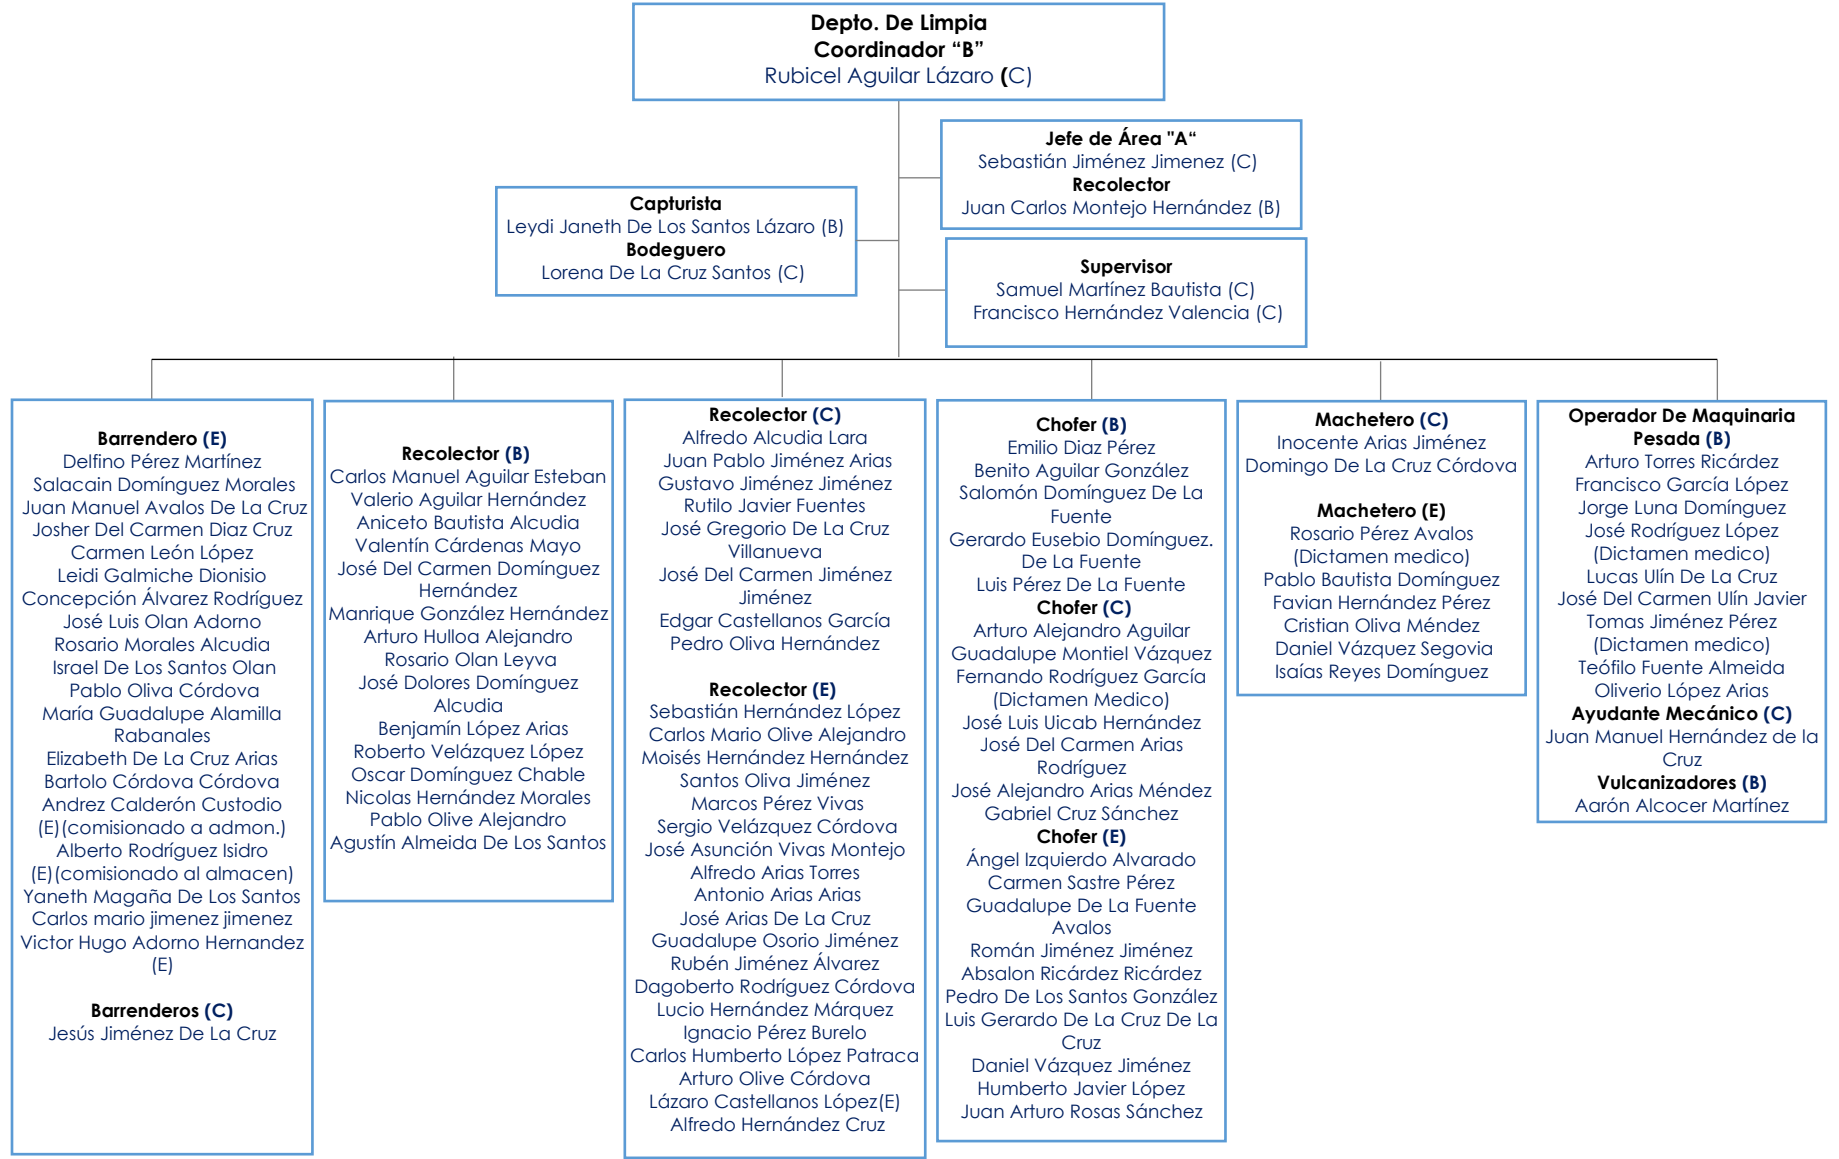 Depto. De Limpia
Coordinador “B”
Rubicel Aguilar Lázaro (C)
Jefe de Área "A“
Sebastián Jiménez Jimenez (C)
Recolector
Juan Carlos Montejo Hernández (B)
Capturista
Leydi Janeth De Los Santos Lázaro (B)
Bodeguero
Lorena De La Cruz Santos (C)
Supervisor
Samuel Martínez Bautista (C)
Francisco Hernández Valencia (C)
Barrendero (E)
Delfino Pérez Martínez
Salacain Domínguez Morales
Juan Manuel Avalos De La Cruz
Josher Del Carmen Diaz Cruz
Carmen León López
Leidi Galmiche Dionisio
Concepción Álvarez Rodríguez
José Luis Olan Adorno
Rosario Morales Alcudia
Israel De Los Santos Olan
Pablo Oliva Córdova
María Guadalupe Alamilla
Rabanales
Elizabeth De La Cruz Arias
Bartolo Córdova Córdova
Andrez Calderón Custodio
(E)(comisionado a admon.)
Alberto Rodríguez Isidro
(E)(comisionado al almacen)
Yaneth Magaña De Los Santos
Carlos mario jimenez jimenez
Victor Hugo Adorno Hernandez
(E)
Barrenderos (C)
Jesús Jiménez De La Cruz
Recolector (B)
Carlos Manuel Aguilar Esteban
Valerio Aguilar Hernández
Aniceto Bautista Alcudia
Valentín Cárdenas Mayo
José Del Carmen Domínguez
Hernández
Manrique González Hernández
Arturo Hulloa Alejandro
Rosario Olan Leyva
José Dolores Domínguez
Alcudia
Benjamín López Arias
Roberto Velázquez López
Oscar Domínguez Chable
Nicolas Hernández Morales
Pablo Olive Alejandro
Agustín Almeida De Los Santos
Recolector (C)
Alfredo Alcudia Lara
Juan Pablo Jiménez Arias
Gustavo Jiménez Jiménez
Rutilo Javier Fuentes
José Gregorio De La Cruz
Villanueva
José Del Carmen Jiménez
Jiménez
Edgar Castellanos García
Pedro Oliva Hernández
Recolector (E)
Sebastián Hernández López
Carlos Mario Olive Alejandro
Moisés Hernández Hernández
Santos Oliva Jiménez
Marcos Pérez Vivas
Sergio Velázquez Córdova
José Asunción Vivas Montejo
Alfredo Arias Torres
Antonio Arias Arias
José Arias De La Cruz
Guadalupe Osorio Jiménez
Rubén Jiménez Álvarez
Dagoberto Rodríguez Córdova
Lucio Hernández Márquez
Ignacio Pérez Burelo
Carlos Humberto López Patraca
Arturo Olive Córdova
Lázaro Castellanos López(E)
Alfredo Hernández Cruz
Chofer (B)
Emilio Diaz Pérez
Benito Aguilar González
Salomón Domínguez De La
Fuente
Gerardo Eusebio Domínguez.
De La Fuente
Luis Pérez De La Fuente
Chofer (C)
Arturo Alejandro Aguilar
Guadalupe Montiel Vázquez
Fernando Rodríguez García
(Dictamen Medico)
José Luis Uicab Hernández
José Del Carmen Arias
Rodríguez
José Alejandro Arias Méndez
Gabriel Cruz Sánchez
Chofer (E)
Ángel Izquierdo Alvarado
Carmen Sastre Pérez
Guadalupe De La Fuente
Avalos
Román Jiménez Jiménez
Absalon Ricárdez Ricárdez
Pedro De Los Santos González
Luis Gerardo De La Cruz De La
Cruz
Daniel Vázquez Jiménez
Humberto Javier López
Juan Arturo Rosas Sánchez
Machetero (C)
Inocente Arias Jiménez
Domingo De La Cruz Córdova
Machetero (E)
Rosario Pérez Avalos
(Dictamen medico)
Pablo Bautista Domínguez
Favian Hernández Pérez
Cristian Oliva Méndez
Daniel Vázquez Segovia
Isaías Reyes Domínguez
Operador De Maquinaria
Pesada (B)
Arturo Torres Ricárdez
Francisco García López
Jorge Luna Domínguez
José Rodríguez López
(Dictamen medico)
Lucas Ulín De La Cruz
José Del Carmen Ulín Javier
Tomas Jiménez Pérez
(Dictamen medico)
Teófilo Fuente Almeida
Oliverio López Arias
Ayudante Mecánico (C)
Juan Manuel Hernández de la
Cruz
Vulcanizadores (B)
Aarón Alcocer Martínez